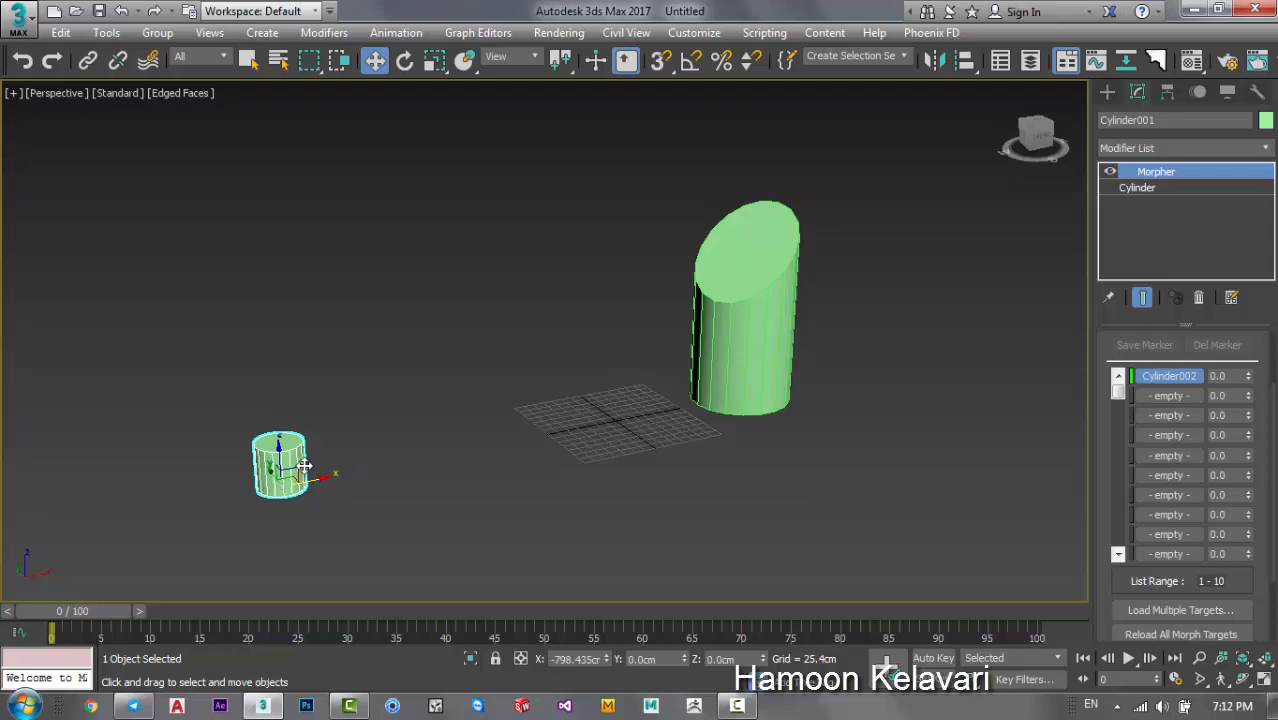 3 MAX
Workspace: Default
Autodesk 3ds Max 2017 Untitled
Sign In
Edit Tools Group Views Create Modifiers Animation Graph Editors Rendering Civil View Customize Scripting Content Help Phoenix FD
All
View
Create Selection Se
[+] [Perspective ] [Standard ] [Edged Faces ]
Cylinder001
Modifier List
Morpher
Cylinder
Save Marker Del Marker
Cylinder002 0.0
- empty - 0.0
- empty - 0.0
- empty - 0.0
- empty - 0.0
- empty - 0.0
- empty - 0.0
- empty - 0.0
- empty - 0.0
- empty - 0.0
List Range : 1 - 10
Load Multiple Targets...
Reload All Morph Targets
z
x
z
0 / 100
0 5 10 15 20 25 30 35 40 45 50 55 60 65 70 75 80 85 90 95 100
1 Object Selected
X: -798.435cr Y: 0.0cm Z: 0.0cm Grid = 25.4cm
Auto Key Selected
Welcome to M
Click and drag to select and move objects
Key Filters...
0
Hamoon Kelavari
EN
7:12 PM